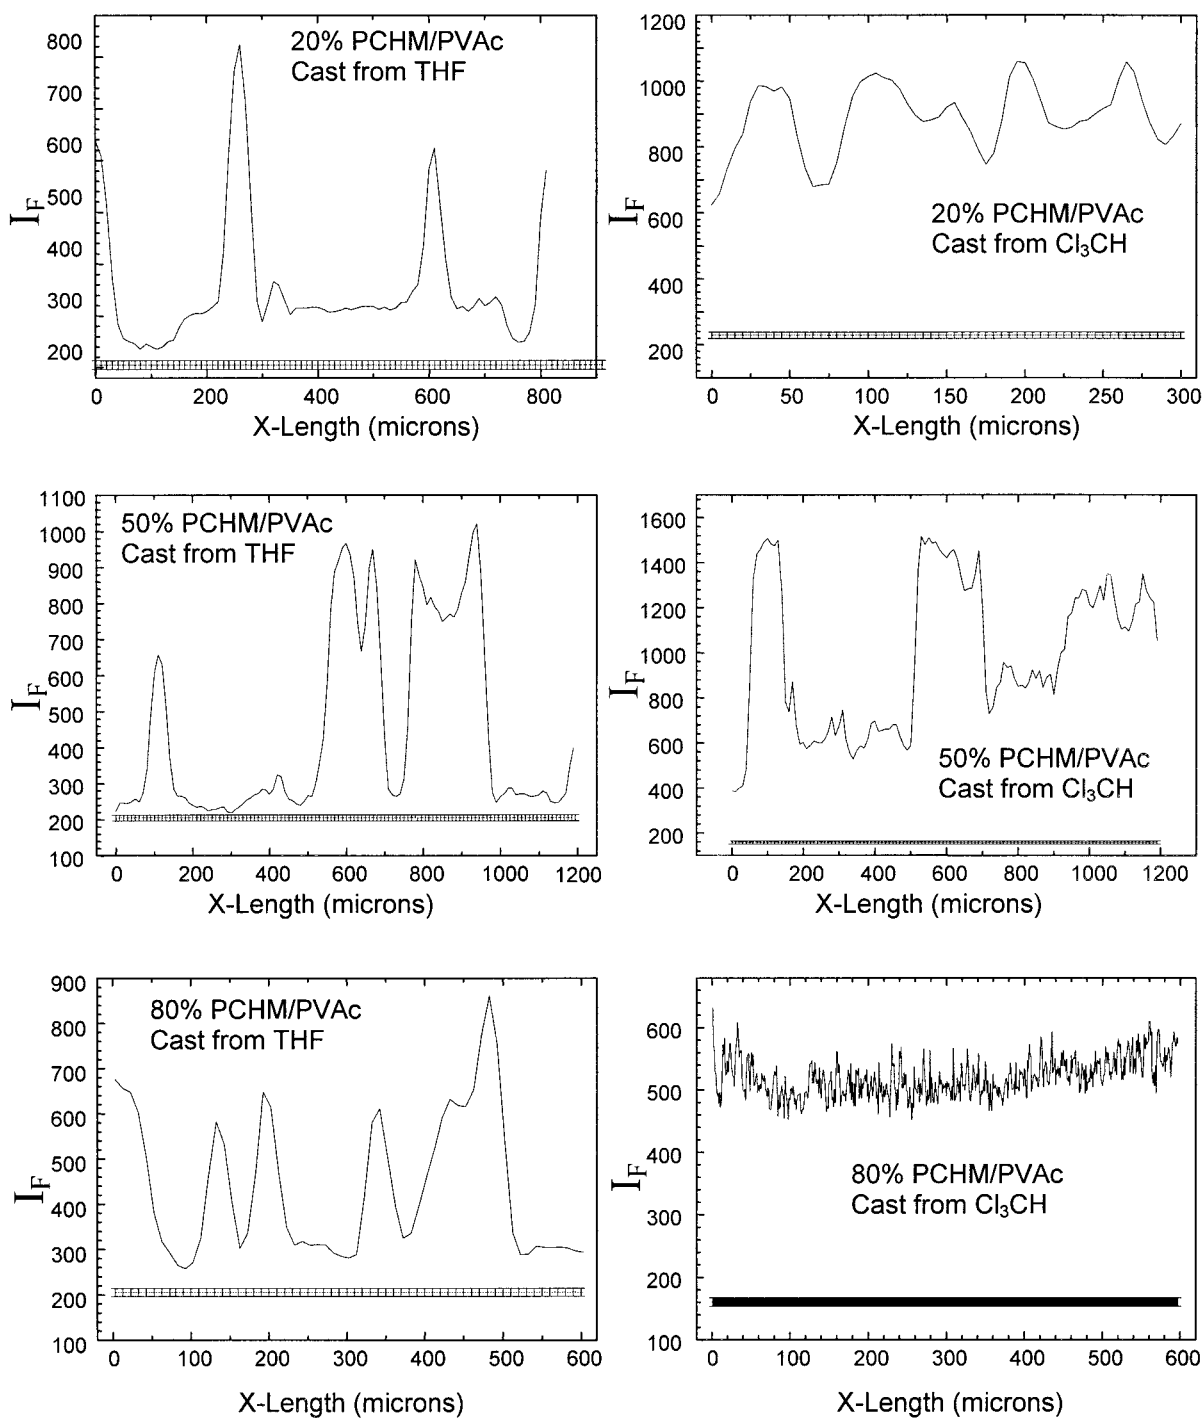 800
700
600
500
400
300
200
I_F
20% PCHM/PVAc
Cast from THF
0 200 400 600 800
X-Length (microns)
1200
1000
800
600
400
200
I_F
20% PCHM/PVAc
Cast from Cl₃CH
0 50 100 150 200 250 300
X-Length (microns)
1100
1000
900
800
700
600
500
400
300
200
100
I_F
50% PCHM/PVAc
Cast from THF
0 200 400 600 800 1000 1200
X-Length (microns)
1600
1400
1200
1000
800
600
400
200
I_F
50% PCHM/PVAc
Cast from Cl₃CH
0 200 400 600 800 1000 1200
X-Length (microns)
900
800
700
600
500
400
300
200
100
I_F
80% PCHM/PVAc
Cast from THF
0 100 200 300 400 500 600
X-Length (microns)
600
500
400
300
200
100
I_F
80% PCHM/PVAc
Cast from Cl₃CH
0 100 200 300 400 500 600
X-Length (microns)